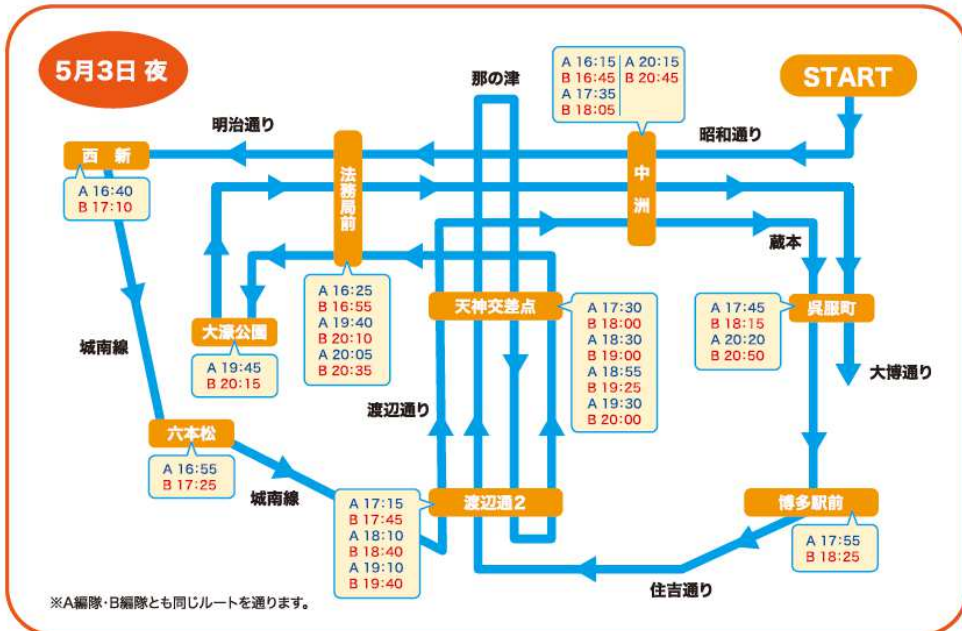 5月3日 夜
START
那の津
A 16:15 A 20:15
B 16:45 B 20:45
A 17:35
B 18:05
明治通り
昭和通り
西 新
A 16:40
B 17:10
法務局前
中洲
蔵本
A 16:25
B 16:55
A 19:40
B 20:10
A 20:05
B 20:35
天神交差点
A 17:30
B 18:00
A 18:30
B 19:00
A 18:55
B 19:25
A 19:30
B 20:00
A 17:45
B 18:15
A 20:20
B 20:50
呉服町
大濠公園
A 19:45
B 20:15
城南線
渡辺通り
大博通り
六本松
A 16:55
B 17:25
城南線
A 17:15
B 17:45
A 18:10
B 18:40
A 19:10
B 19:40
渡辺通2
博多駅前
A 17:55
B 18:25
住吉通り
※A編隊・B編隊とも同じルートを通ります。